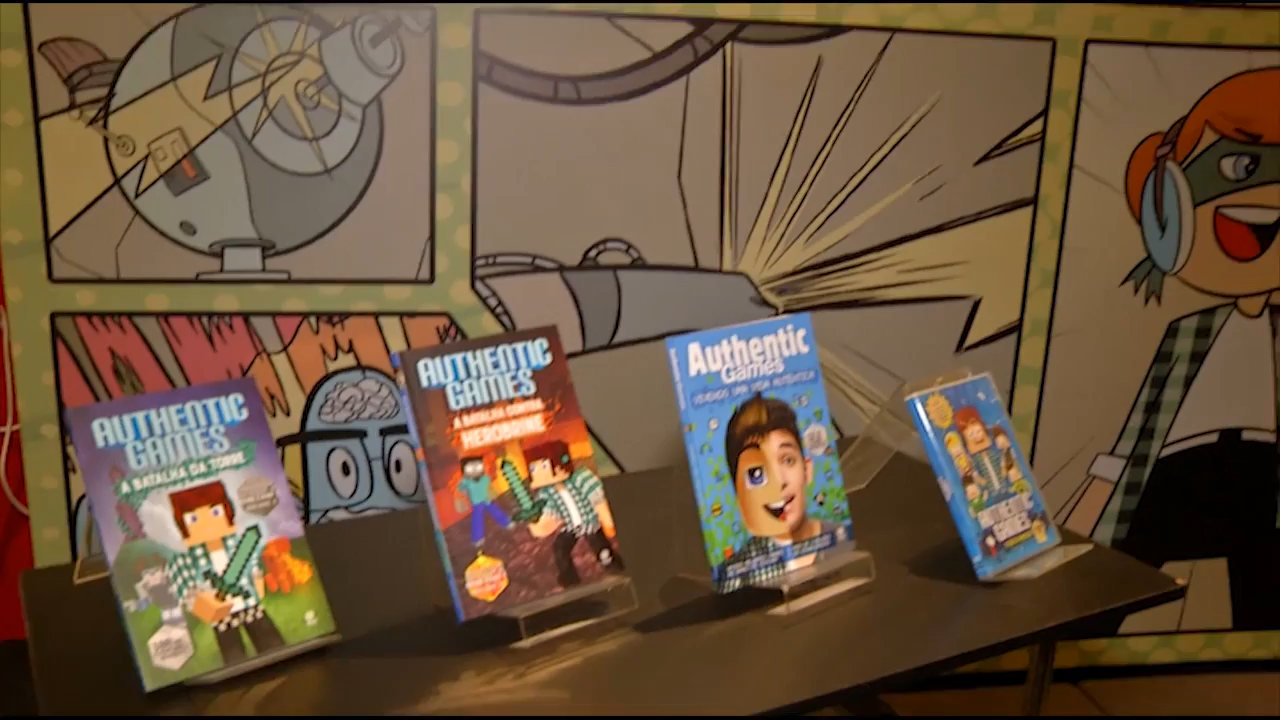 AUTHENTIC
GAMES
A BATALHA DA TORRE
AUTHENTIC
GAMES
A BATALHA CONTRA
HEROBRINE
Authentic
Games
VIVENDO UMA VIDA AUTÊNTICA
AUTHENTIC
GAMES